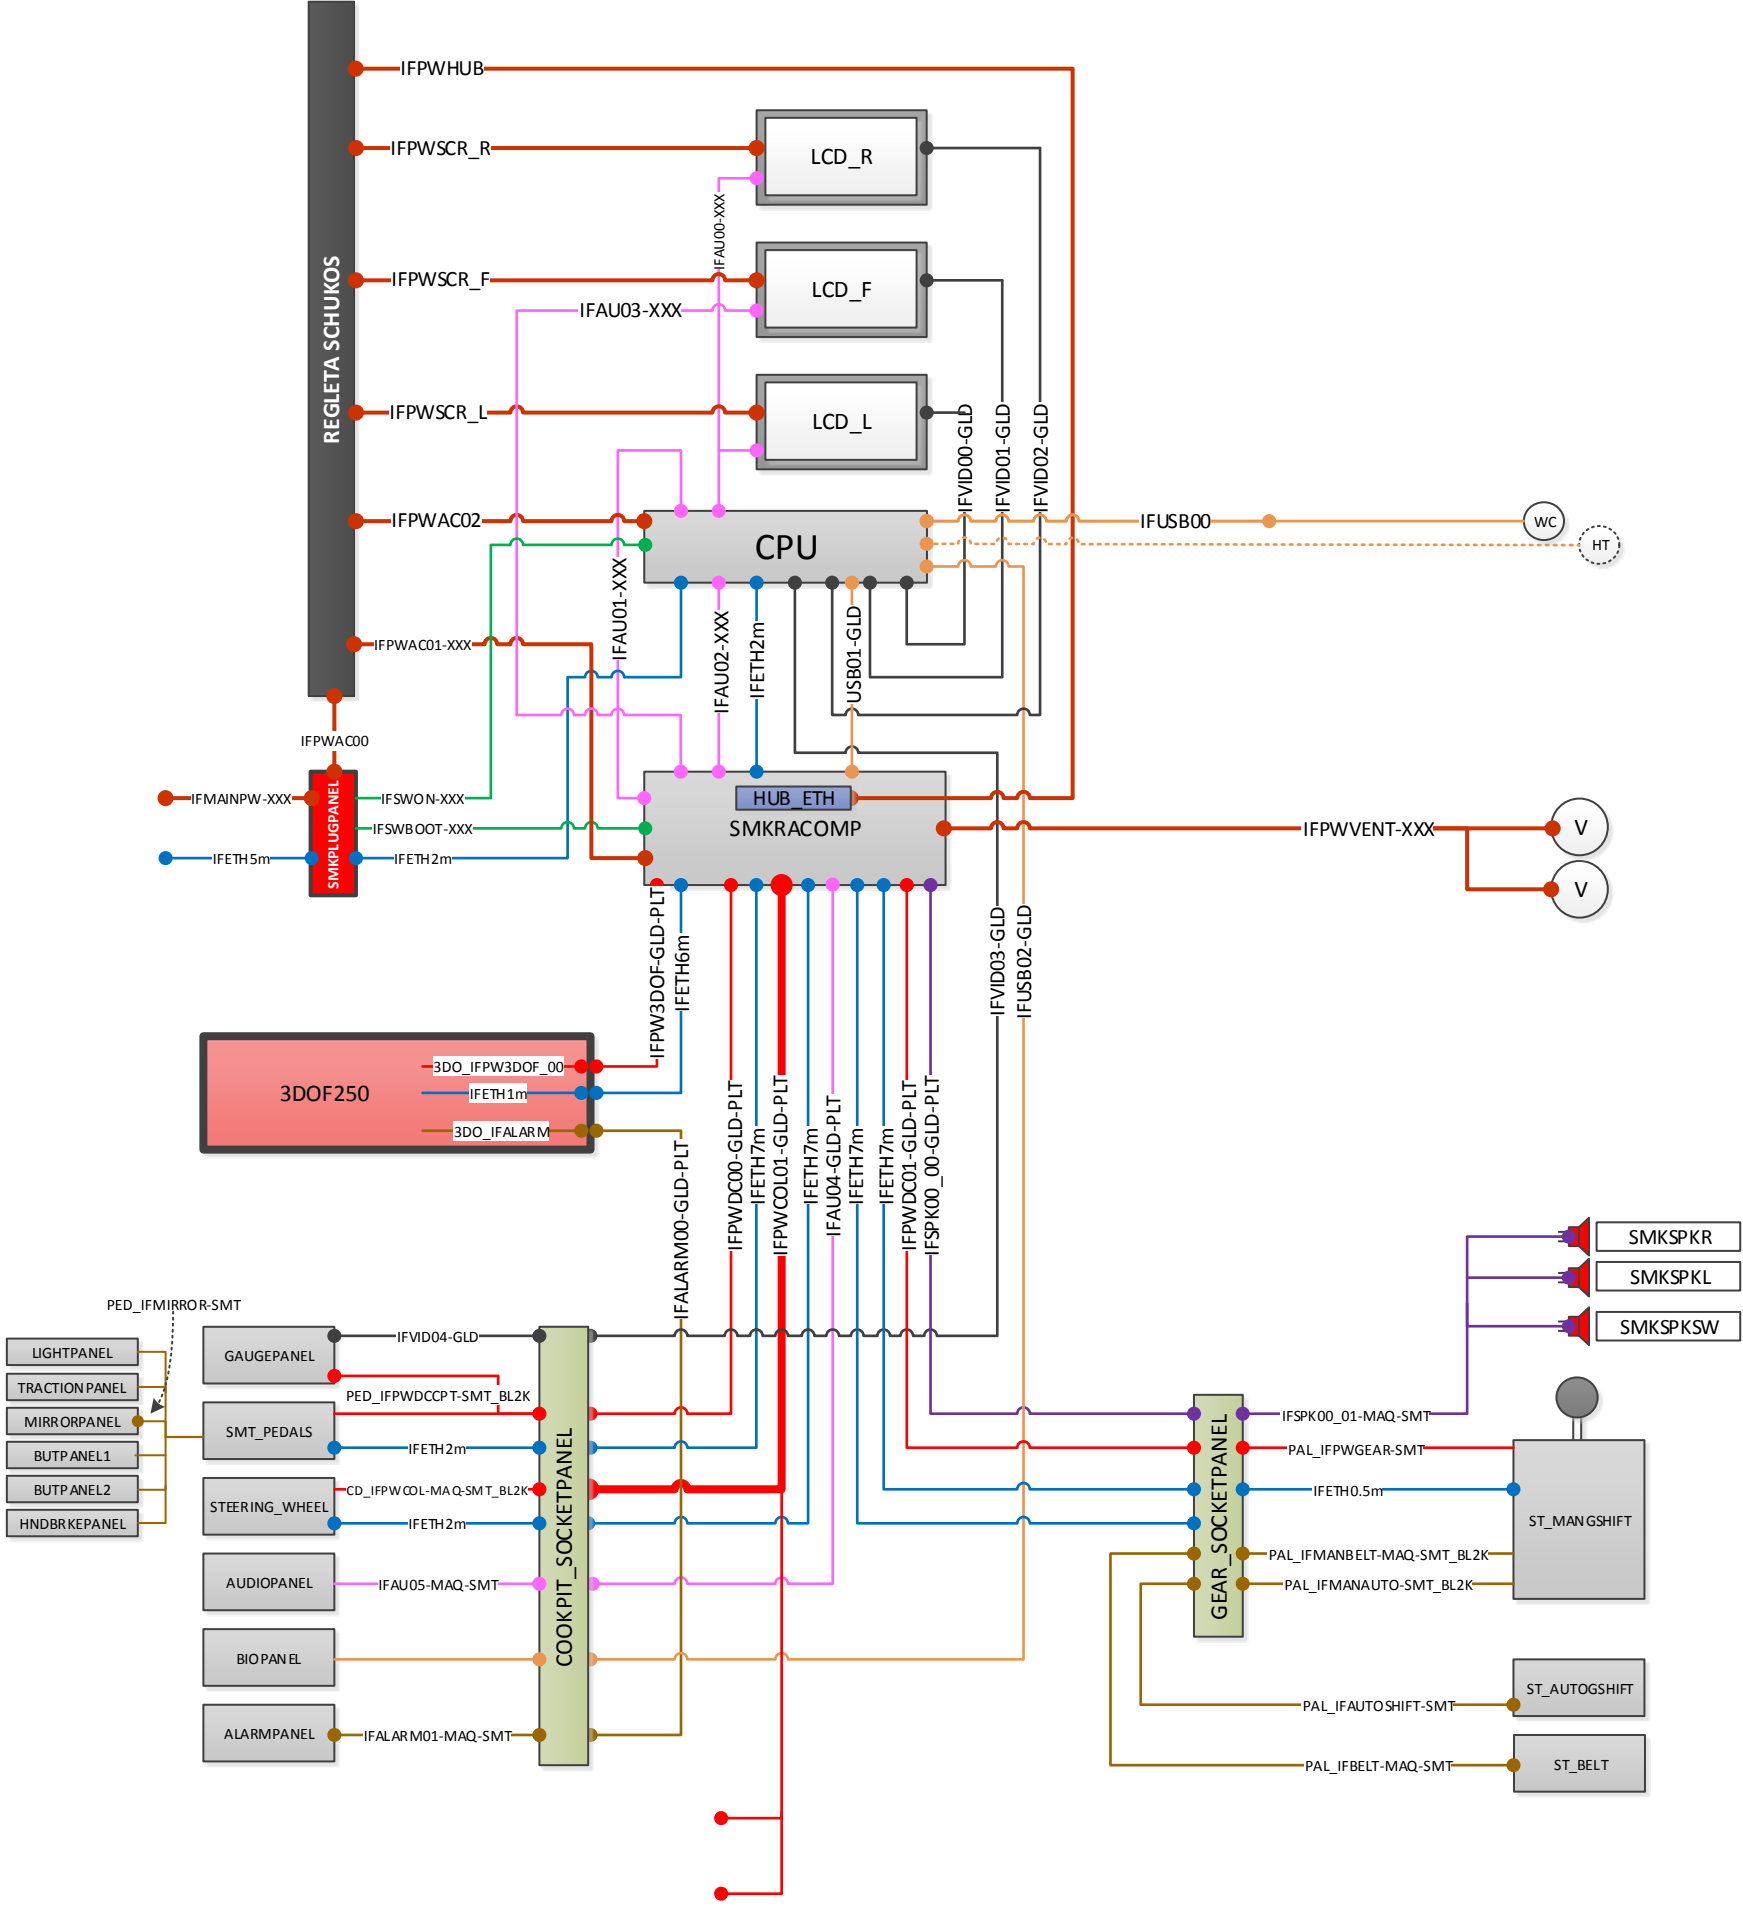 IFPWHUB
IFPWSCR_R
LCD_R
IFAU00-XXX
REGLETA SCHUKOS
IFPWSCR_F
LCD_F
IFAU03-XXX
IFPWSCR_L
LCD_L
IFVID00-GLD
IFVID01-GLD
IFVID02-GLD
IFPWAC02
CPU
IFUSB00
WC
HT
IFAU01-XXX
IFPWAC01-XXX
IFAU02-XXX
IFETH2m
USB01-GLD
IFPWAC00
SMKPLUGPANEL
IFMAINPW-XXX
IFSWON-XXX
HUB_ETH
IFSWBOOT-XXX
SMKRACOMP
IFPWVENT-XXX
V
IFETH5m
IFETH2m
V
IFPW3DOF-GLD-PLT
IFETH6m
IFVID03-GLD
IFUSB02-GLD
3DO_IFPW3DOF_00
3DOF250
IFETH1m
3DO_IFALARM
IFALARM00-GLD-PLT
IFPWDC00-GLD-PLT
IFETH7m
IFPWCOL01-GLD-PLT
IFETH7m
IFAU04-GLD-PLT
IFETH7m
IFETH7m
IFPWDC01-GLD-PLT
IFSPK00_00-GLD-PLT
SMKSPKR
SMKSPKL
SMKSPKSW
PED_IFMIRROR-SMT
LIGHTPANEL
TRACTIONPANEL
MIRRORPANEL
BUTPANEL1
BUTPANEL2
HNDBRKEPANEL
GAUGEPANEL
IFVID04-GLD
PED_IFPWDCCPT-SMT_BL2K
SMT_PEDALS
IFETH2m
STEERING_WHEEL
CD_IFPWCOL-MAQ-SMT_BL2K
IFETH2m
AUDIOPANEL
IFAU05-MAQ-SMT
BIOPANEL
ALARMPANEL
IFALARM01-MAQ-SMT
COOKPIT_SOCKETPANEL
GEAR_SOCKETPANEL
IFSPK00_01-MAQ-SMT
PAL_IFPWGEAR-SMT
IFETH0.5m
ST_MANGSHIFT
PAL_IFMANBELT-MAQ-SMT_BL2K
PAL_IFMANAUTO-SMT_BL2K
ST_AUTOGSHIFT
PAL_IFAUTOSHIFT-SMT
PAL_IFBELT-MAQ-SMT
ST_BELT